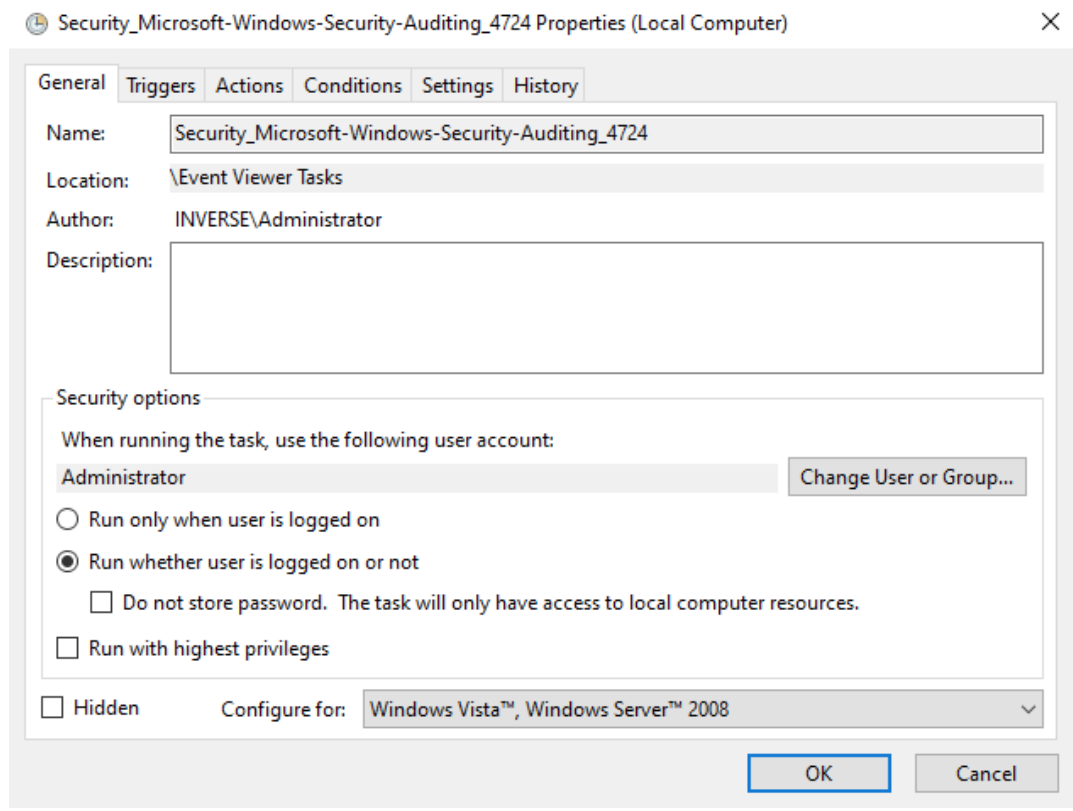 Security_Microsoft-Windows-Security-Auditing_4724 Properties (Local Computer)
General Triggers Actions Conditions Settings History
Name: Security_Microsoft-Windows-Security-Auditing_4724
Location: \Event Viewer Tasks
Author: INVERSE\Administrator
Description:
Security options
When running the task, use the following user account:
Administrator Change User or Group...
Run only when user is logged on
Run whether user is logged on or not
Do not store password. The task will only have access to local computer resources.
Run with highest privileges
Hidden Configure for: Windows Vista™, Windows Server™ 2008
OK Cancel